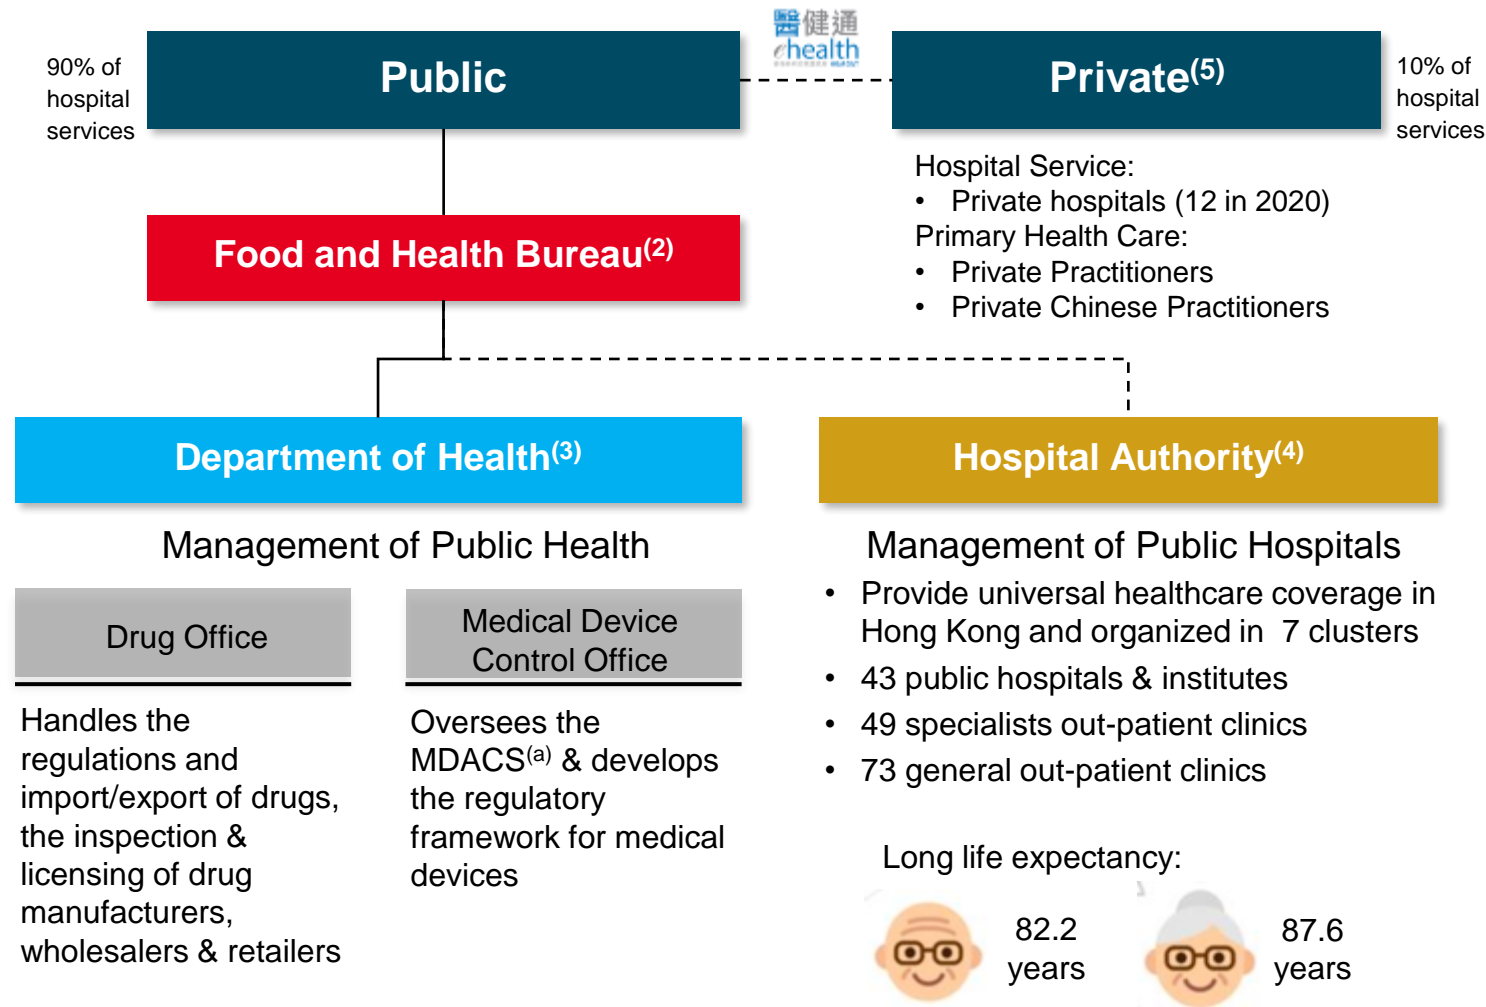 醫健通
ehealth
90% of
hospital
services
Public
Private(5)
10% of
hospital
services
Hospital Service:
• Private hospitals (12 in 2020)
Primary Health Care:
• Private Practitioners
• Private Chinese Practitioners
Food and Health Bureau(2)
Department of Health(3)
Hospital Authority(4)
Management of Public Health
Drug Office
Medical Device
Control Office
Handles the
regulations and
import/export of drugs,
the inspection &
licensing of drug
manufacturers,
wholesalers & retailers
Oversees the
MDACS(a) & develops
the regulatory
framework for medical
devices
Management of Public Hospitals
• Provide universal healthcare coverage in
Hong Kong and organized in 7 clusters
• 43 public hospitals & institutes
• 49 specialists out-patient clinics
• 73 general out-patient clinics
Long life expectancy:
82.2
years
87.6
years